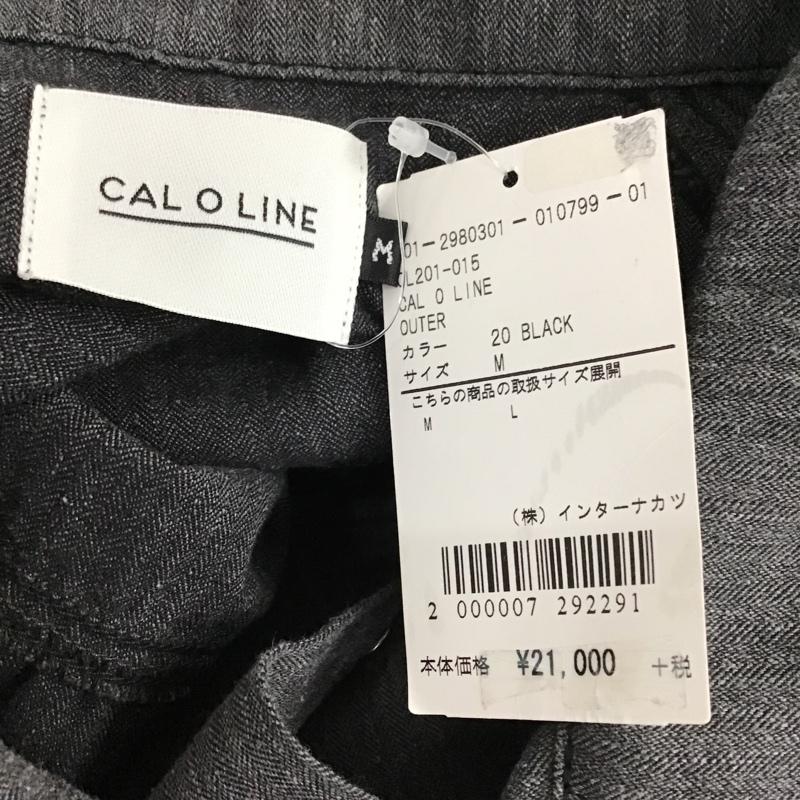 CAL O LINE
M
01-2980301-010799-01
L201-015
CAL O LINE
OUTER
カラー 20 BLACK
サイズ M
こちらの商品の取扱サイズ展開
M L
(株)インターナカツ
2 000007 292291
本体価格 ¥21,000 +税